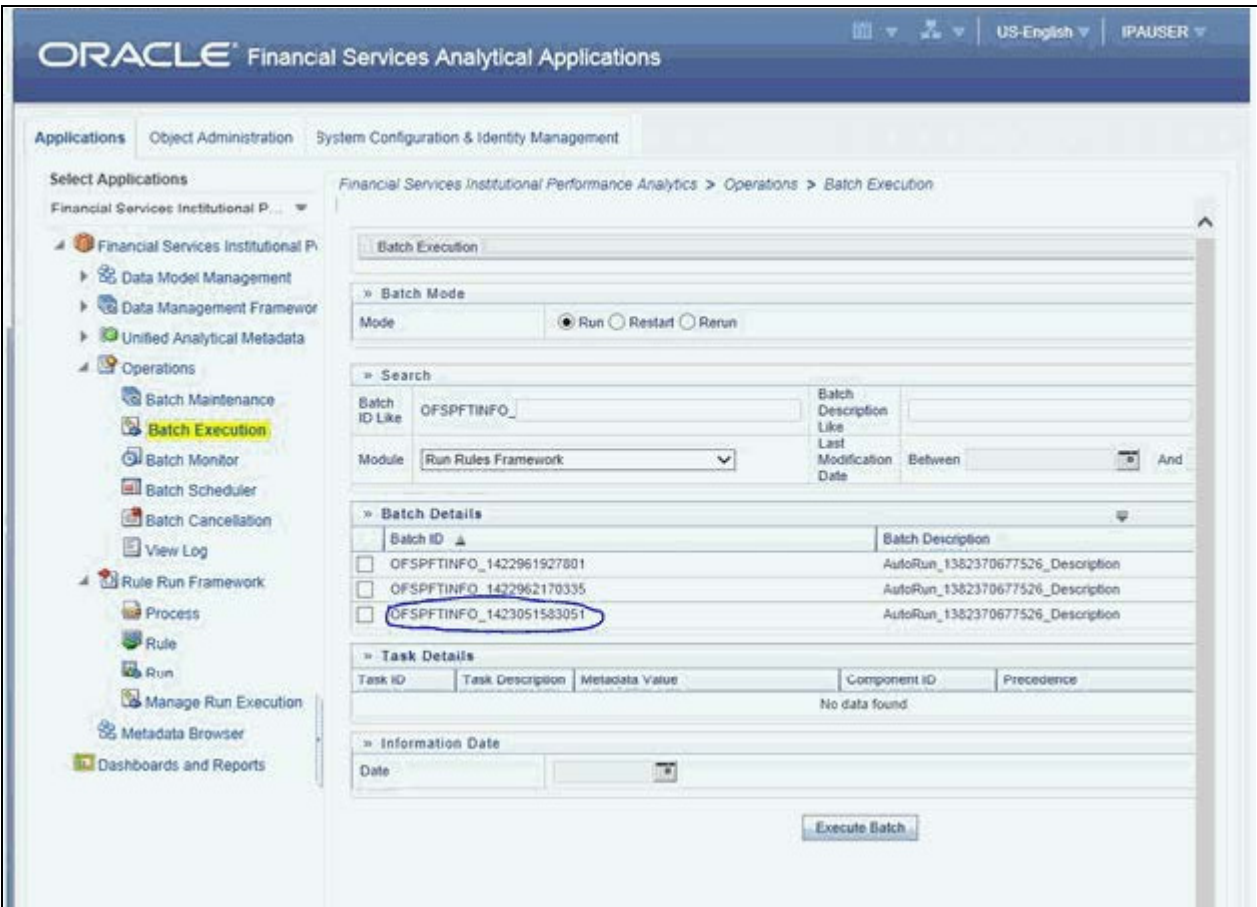 US-English
IPAUSER
ORACLE Financial Services Analytical Applications
Applications
Object Administration
System Configuration & Identity Management
Select Applications
Financial Services Institutional P...
Financial Services Institutional P
Data Model Management
Data Management Framewor
Unified Analytical Metadata
Operations
Batch Maintenance
Batch Execution
Batch Monitor
Batch Scheduler
Batch Cancellation
View Log
Rule Run Framework
Process
Rule
Run
Manage Run Execution
Metadata Browser
Dashboards and Reports
Financial Services Institutional Performance Analytics > Operations > Batch Execution
Batch Execution
» Batch Mode
Mode
Run Restart Rerun
» Search
Batch
ID Like
OFSPFTINFO_
Batch
Description
Like
Module
Run Rules Framework
Last
Modification
Date
Between
And
» Batch Details
Batch ID
Batch Description
OFSPFTINFO_1422961927801
AutoRun_1382370677526_Description
OFSPFTINFO_1422962170335
AutoRun_1382370677526_Description
OFSPFTINFO_1423051583051
AutoRun_1382370677526_Description
» Task Details
Task ID
Task Description
Metadata Value
Component ID
Precedence
No data found
» Information Date
Date
Execute Batch